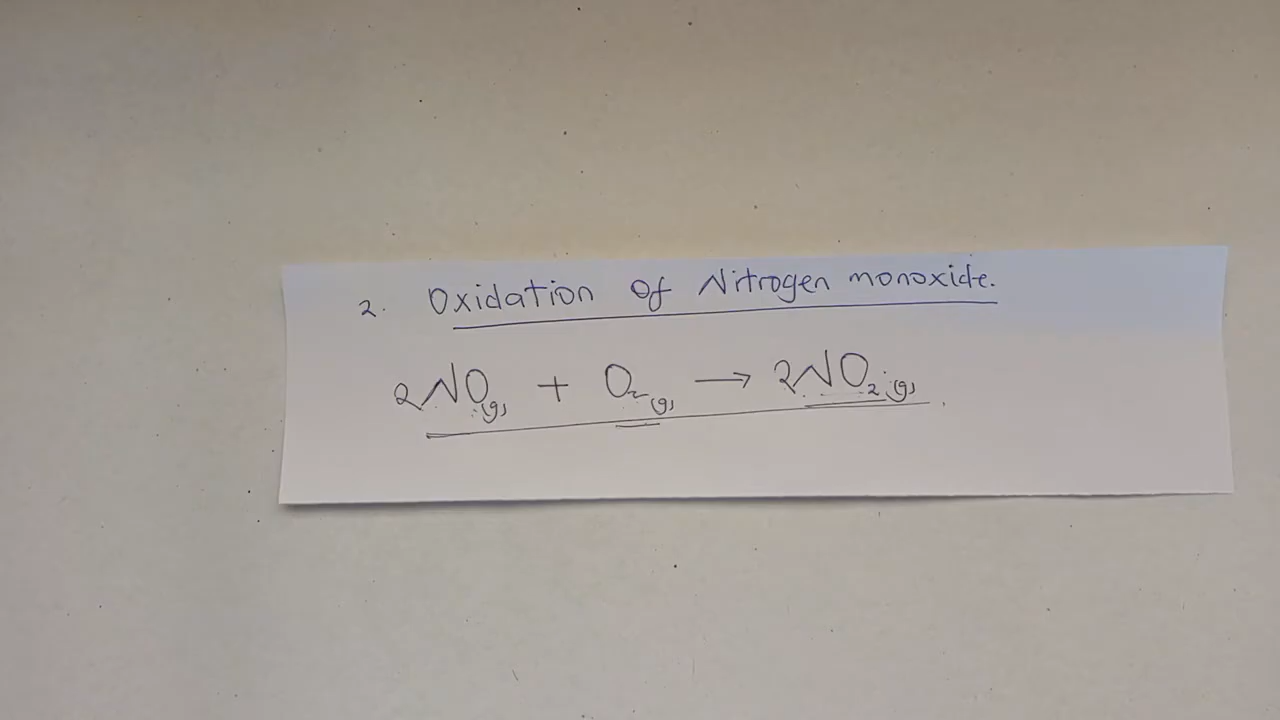 2. Oxidation of Nitrogen monoxide.
2NO(g) + O₂(g) → 2NO₂(g)